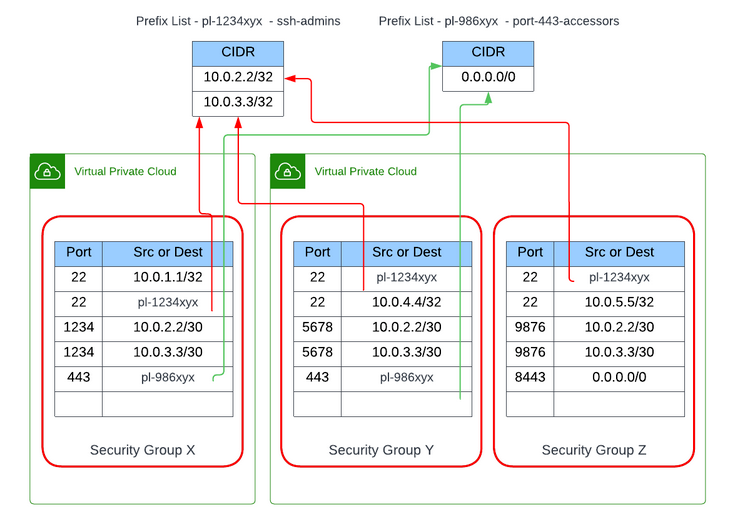 Prefix List - pl-1234xyx - ssh-admins
Prefix List - pl-986xyx - port-443-accessors
CIDR
10.0.2.2/32
10.0.3.3/32
CIDR
0.0.0.0/0
Virtual Private Cloud
Virtual Private Cloud
Port Src or Dest
22 10.0.1.1/32
22 pl-1234xyx
1234 10.0.2.2/30
1234 10.0.3.3/30
443 pl-986xyx
Security Group X
Port Src or Dest
22 pl-1234xyx
22 10.0.4.4/32
5678 10.0.2.2/30
5678 10.0.3.3/30
443 pl-986xyx
Security Group Y
Port Src or Dest
22 pl-1234xyx
22 10.0.5.5/32
9876 10.0.2.2/30
9876 10.0.3.3/30
8443 0.0.0.0/0
Security Group Z